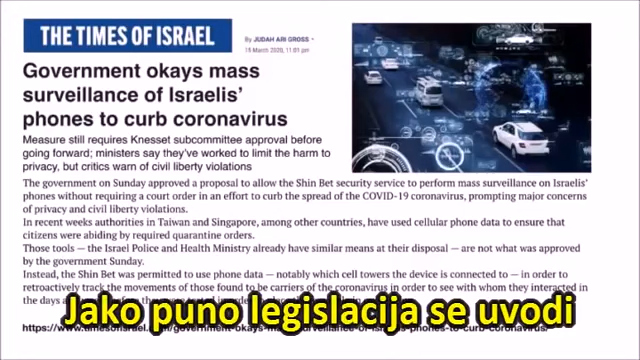 THE TIMES OF ISRAEL
By JUDAH ARI GROSS
15 March 2020, 11:01 pm
Government okays mass
surveillance of Israelis'
phones to curb coronavirus
Measure still requires Knesset subcommittee approval before
going forward; ministers say they've worked to limit the harm to
privacy, but critics warn of civil liberty violations
The government on Sunday approved a proposal to allow the Shin Bet security service to perform mass surveillance on Israelis'
phones without requiring a court order in an effort to curb the spread of the COVID-19 coronavirus, prompting major concerns
of privacy and civil liberty violations.
In recent weeks authorities in Taiwan and Singapore, among other countries, have used cellular phone data to ensure that
citizens were abiding by required quarantine orders.
Those tools — the Israel Police and Health Ministry already have similar means at their disposal — are not what was approved
by the government Sunday.
Instead, the Shin Bet was permitted to use phone data — notably which cell towers the device is connected to — in order to
retroactively track the movements of those found to be carriers of the coronavirus in order to see with whom they interacted in
the days
Jako puno legislacija se uvodi